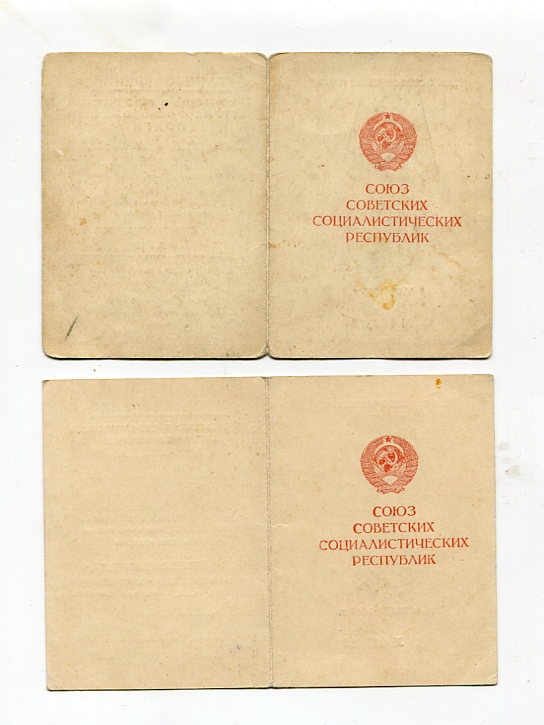 СОЮЗ
СОВЕТСКИХ
СОЦИАЛИСТИЧЕСКИХ
РЕСПУБЛИК
СОЮЗ
СОВЕТСКИХ
СОЦИАЛИСТИЧЕСКИХ
РЕСПУБЛИК